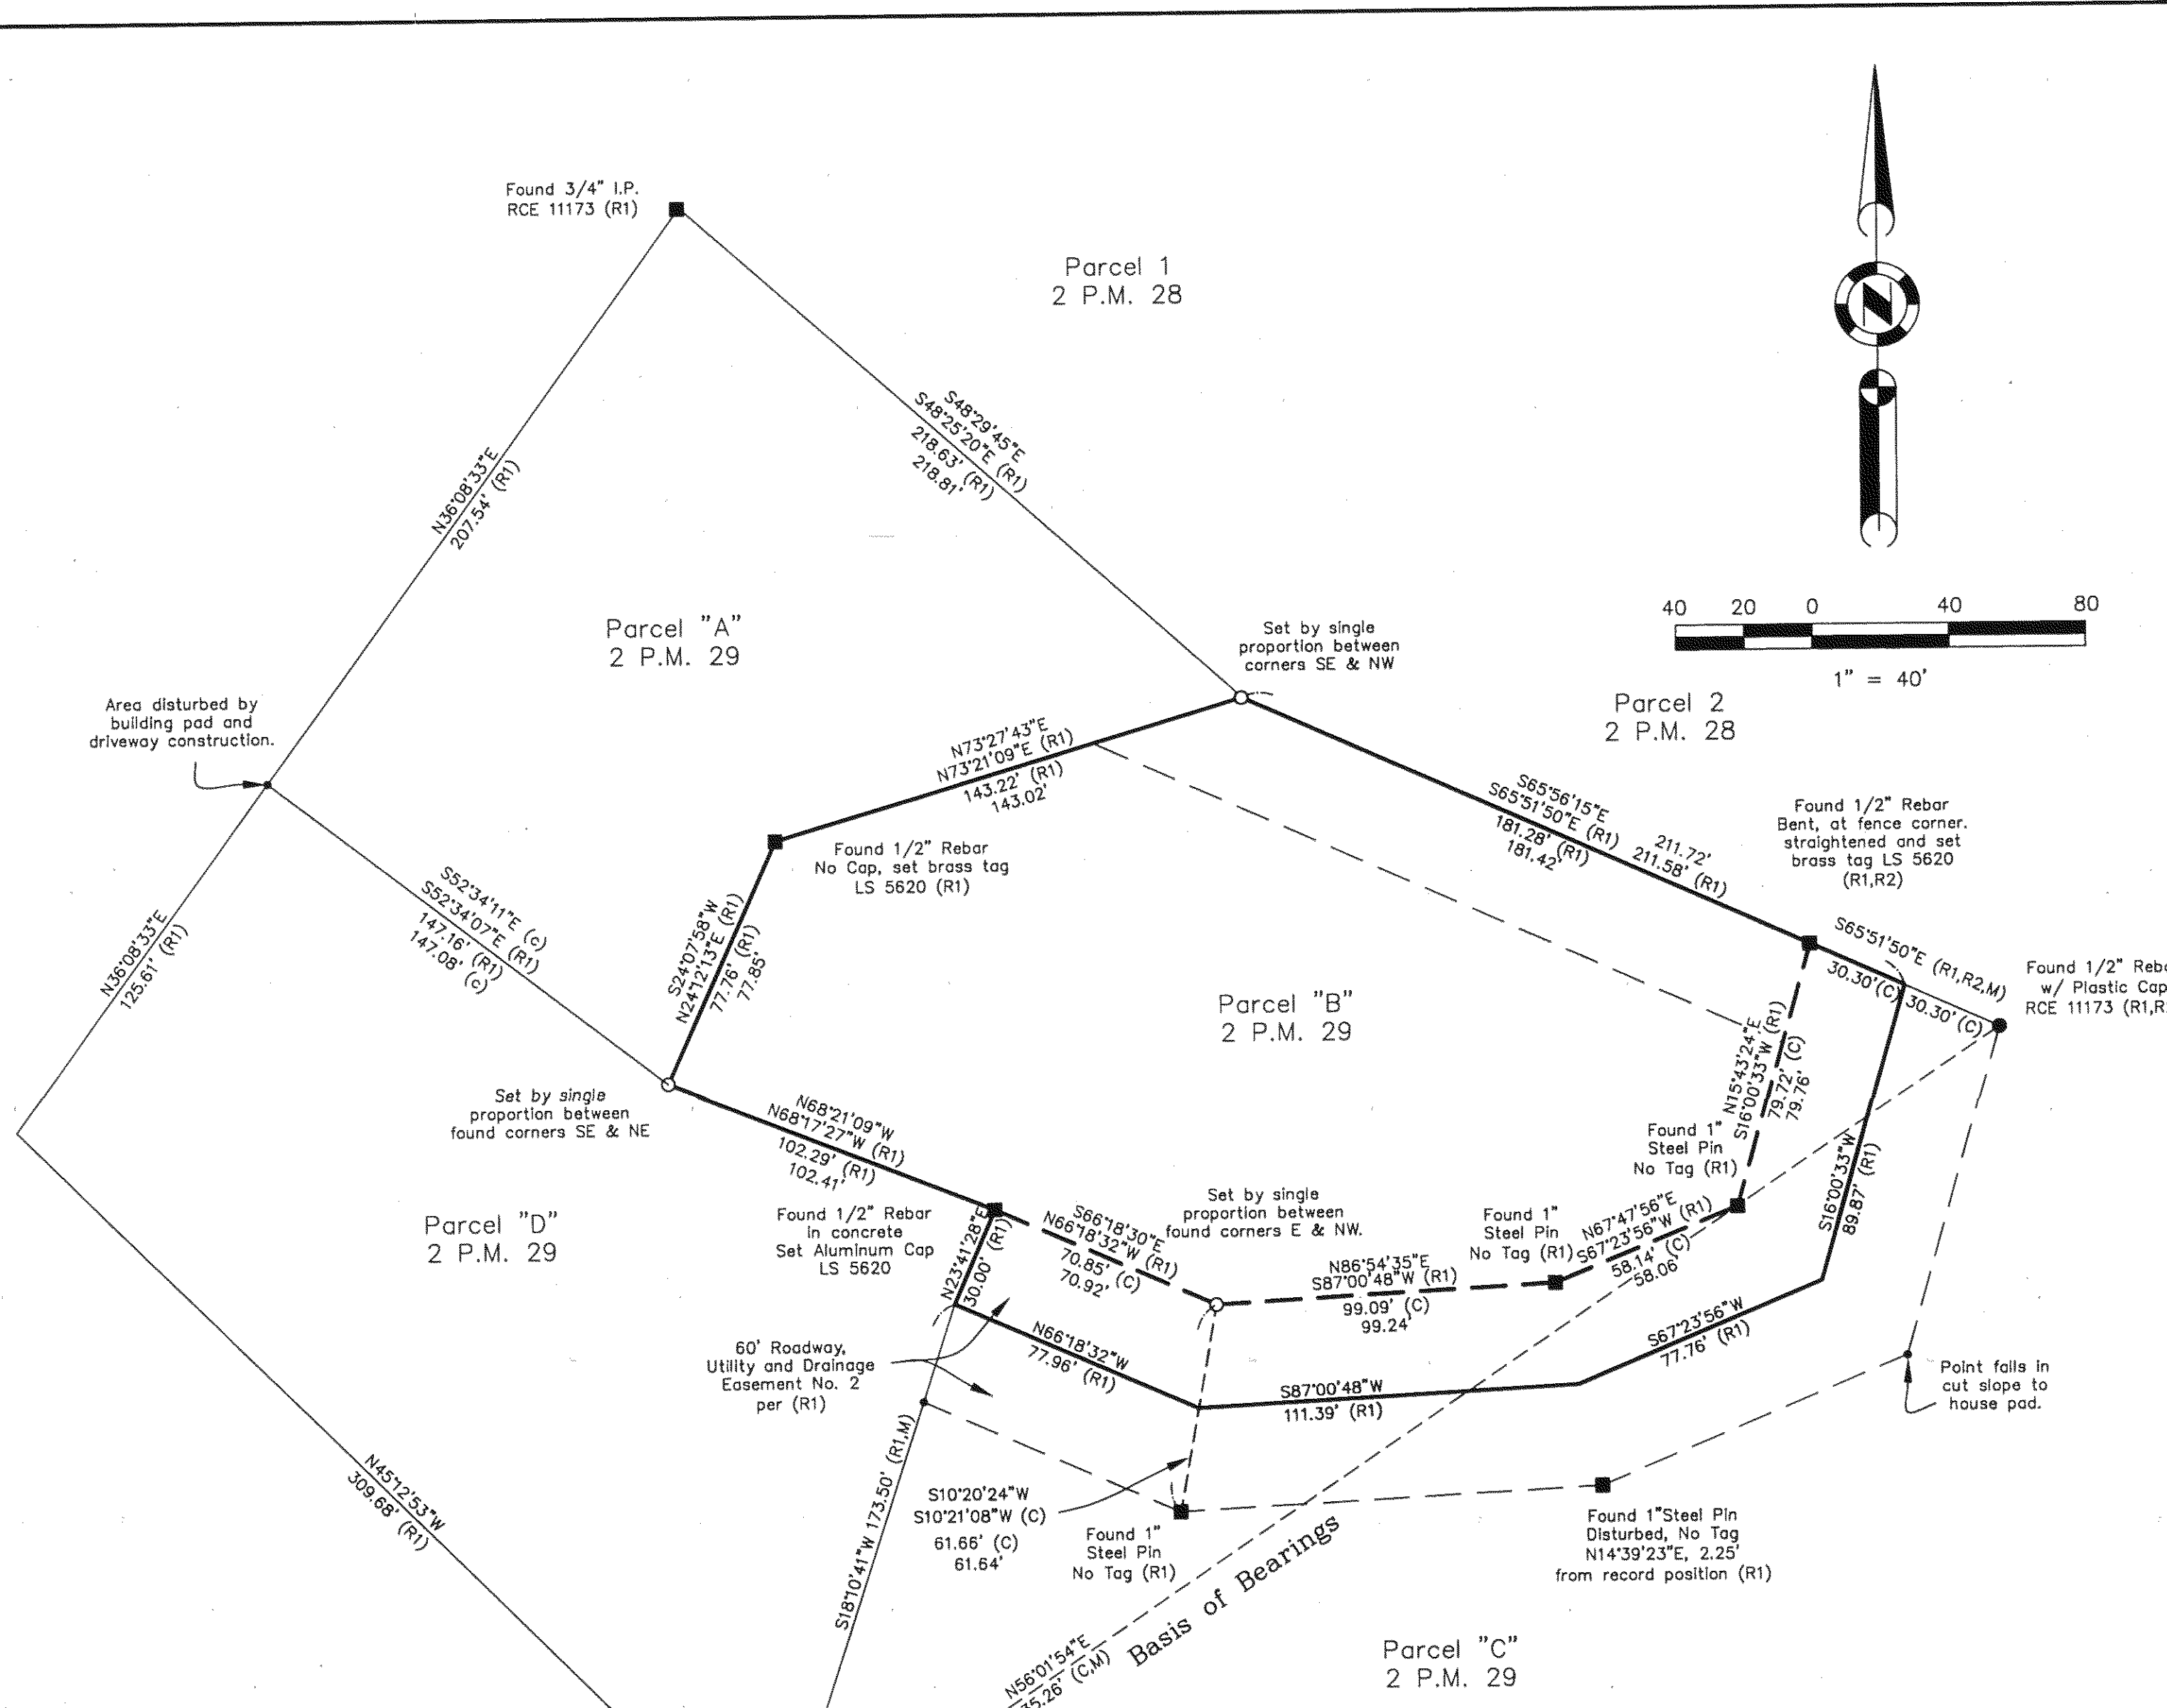 Found 3/4" I.P.
RCE 11173 (R1)
Parcel 1
2 P.M. 28
N
S48°29'45"E
S48°25'20"E (R1)
218.63' (R1)
218.81'
N36°08'33"E
207.54' (R1)
40 20 0 40 80
1" = 40'
Parcel "A"
2 P.M. 29
Set by single
proportion between
corners SE & NW
Parcel 2
2 P.M. 28
Area disturbed by
building pad and
driveway construction.
N73°27'43"E
N73°21'09"E (R1)
143.22' (R1)
143.02'
S65°56'15"E
S65°51'50"E (R1)
181.28' (R1)
181.42'
211.72'
211.58' (R1)
Found 1/2" Rebar
Bent, at fence corner.
straightened and set
brass tag LS 5620
(R1,R2)
Found 1/2" Rebar
No Cap, set brass tag
LS 5620 (R1)
S52°34'11"E (c)
S52°34'07"E (R1)
147.16' (R1)
147.08' (c)
S24°07'58"W
N24°12'13"E (R1)
77.76' (R1)
77.85'
N36°08'33"E
125.61' (R1)
S65°51'50"E (R1,R2,M)
30.30'(C)
30.30' (C)
Found 1/2" Reb
w/ Plastic Cap
RCE 11173 (R1,R
Parcel "B"
2 P.M. 29
N15°43'24"E
S16°00'33"W (R1)
79.72' (C)
79.76'
Set by single
proportion between
found corners SE & NE
N68°21'09"W
N68°17'27"W (R1)
102.29' (R1)
102.41'
Found 1"
Steel Pin
No Tag (R1)
S16°00'33"W
89.87' (R1)
Parcel "D"
2 P.M. 29
Found 1/2" Rebar
in concrete
Set Aluminum Cap
LS 5620
N23°41'28"E
30.00' (R1)
S66°18'30"E
N66°18'32"W (R1)
70.85' (C)
70.92'
Set by single
proportion between
found corners E & NW.
N86°54'35"E
S87°00'48"W (R1)
99.09' (C)
99.24'
Found 1"
Steel Pin
No Tag (R1)
N67°47'56"E
S67°23'56"W (R1)
58.14' (C)
58.06'
60' Roadway,
Utility and Drainage
Easement No. 2
per (R1)
N66°18'32"W
77.96' (R1)
S87°00'48"W
111.39' (R1)
S67°23'56"W
77.76' (R1)
Point falls in
cut slope to
house pad.
N45°12'53"W
309.68' (R1)
S18°10'41"W 173.50' (R1,M)
S10°20'24"W
S10°21'08"W (C)
61.66' (C)
61.64'
Found 1"
Steel Pin
No Tag (R1)
Found 1"Steel Pin
Disturbed, No Tag
N14°39'23"E, 2.25'
from record position (R1)
Basis of Bearings
N56°01'54"E
35.26' (C,M)
Parcel "C"
2 P.M. 29